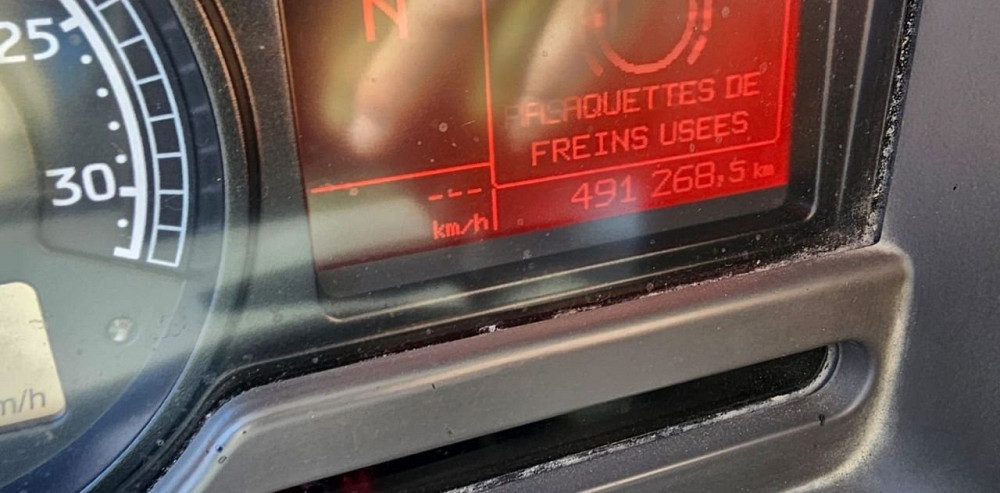 25
30
N
PLAQUETTES DE
FREINS USEES
---
km/h
491 268,5 km
m/h